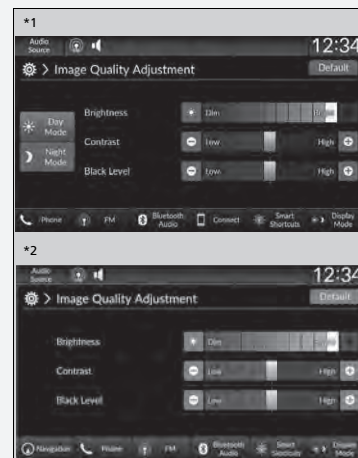 *1
Audio
Source
12:34
> Image Quality Adjustment
Default
Day
Mode
Night
Mode
Brightness
Dim
Bright
Contrast
Low
High
Black Level
Low
High
Phone
FM
Bluetooth
Audio
Connect
Smart
Shortcuts
Display
Mode
*2
Audio
Source
12:34
> Image Quality Adjustment
Default
Brightness
Dim
Contrast
Low
High
Black Level
Low
High
Navigation
Phone
FM
Bluetooth
Audio
Smart
Shortcuts
Display
Mode